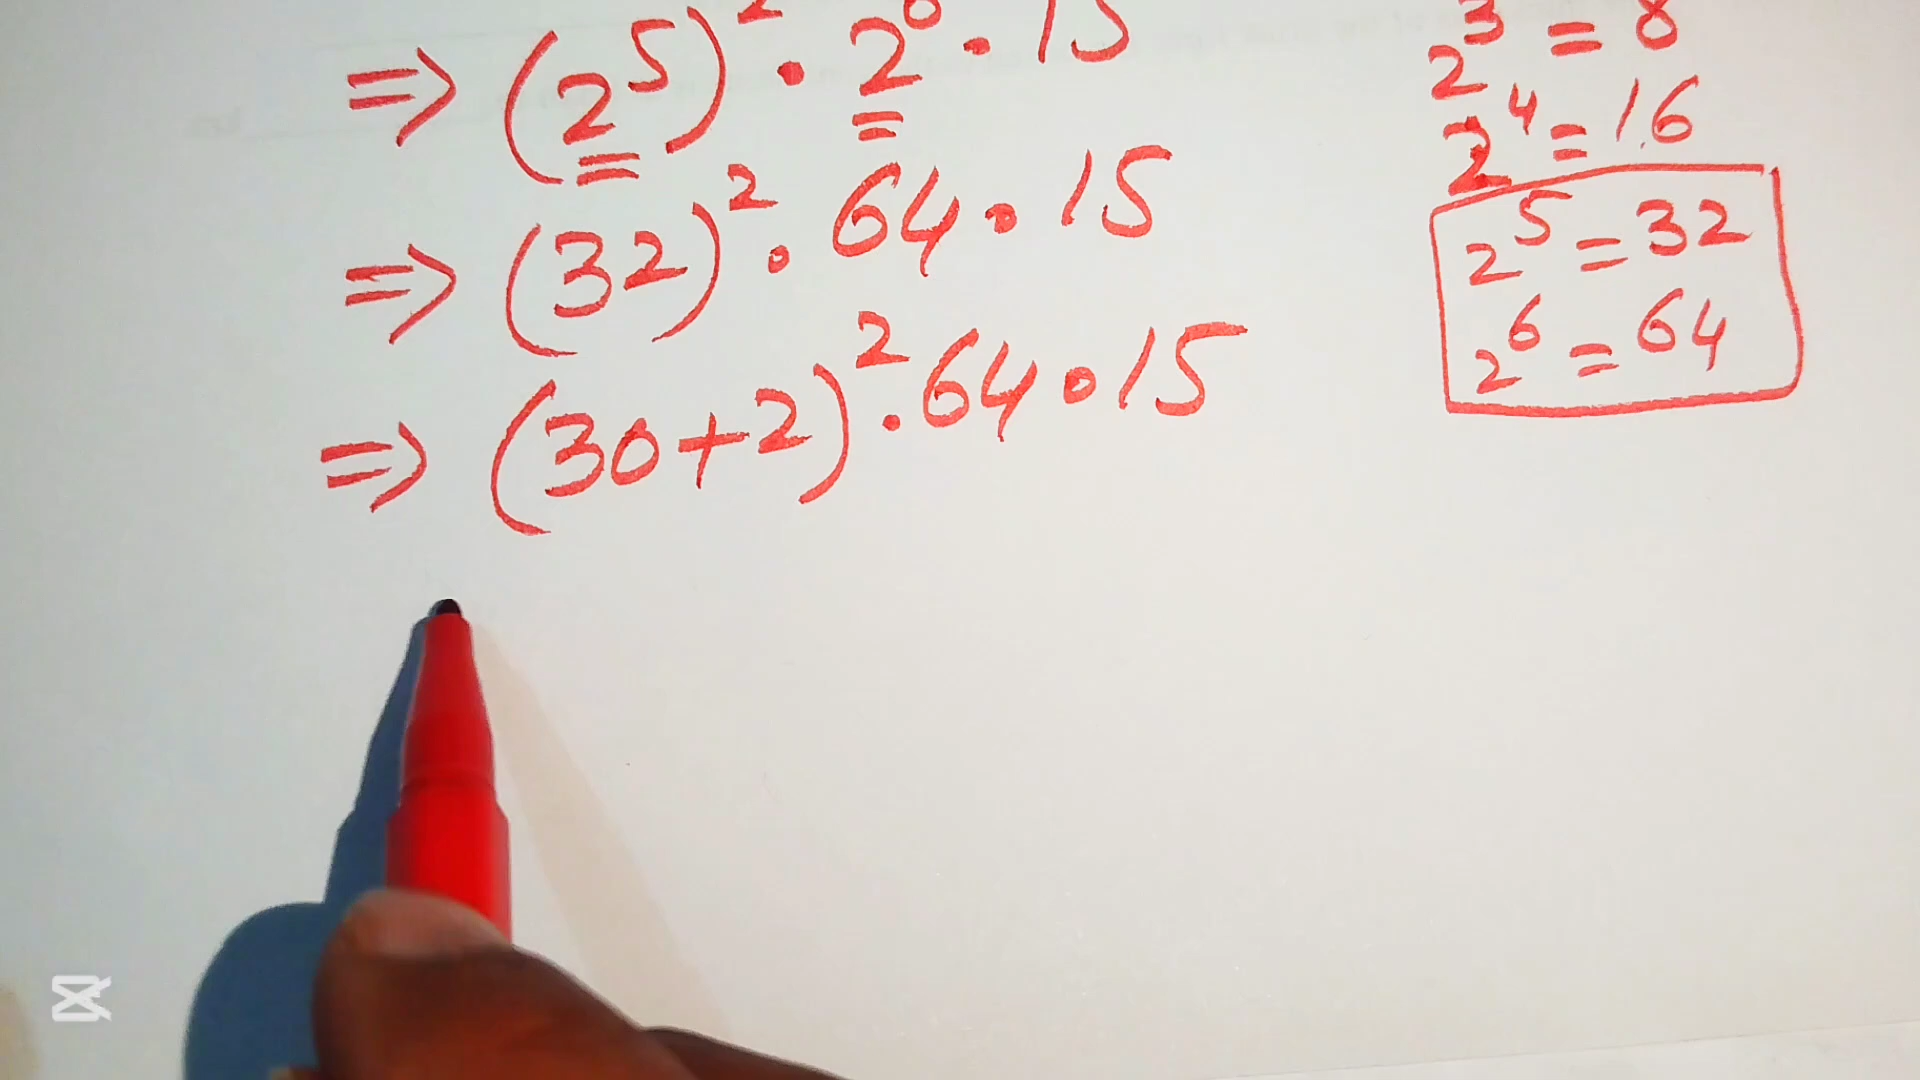 => (2⁵)² · 2⁶ · 15
=> (32)² · 64 · 15
=> (30+2)² · 64 · 15
2³ = 8
2⁴ = 16
2⁵ = 32
2⁶ = 64